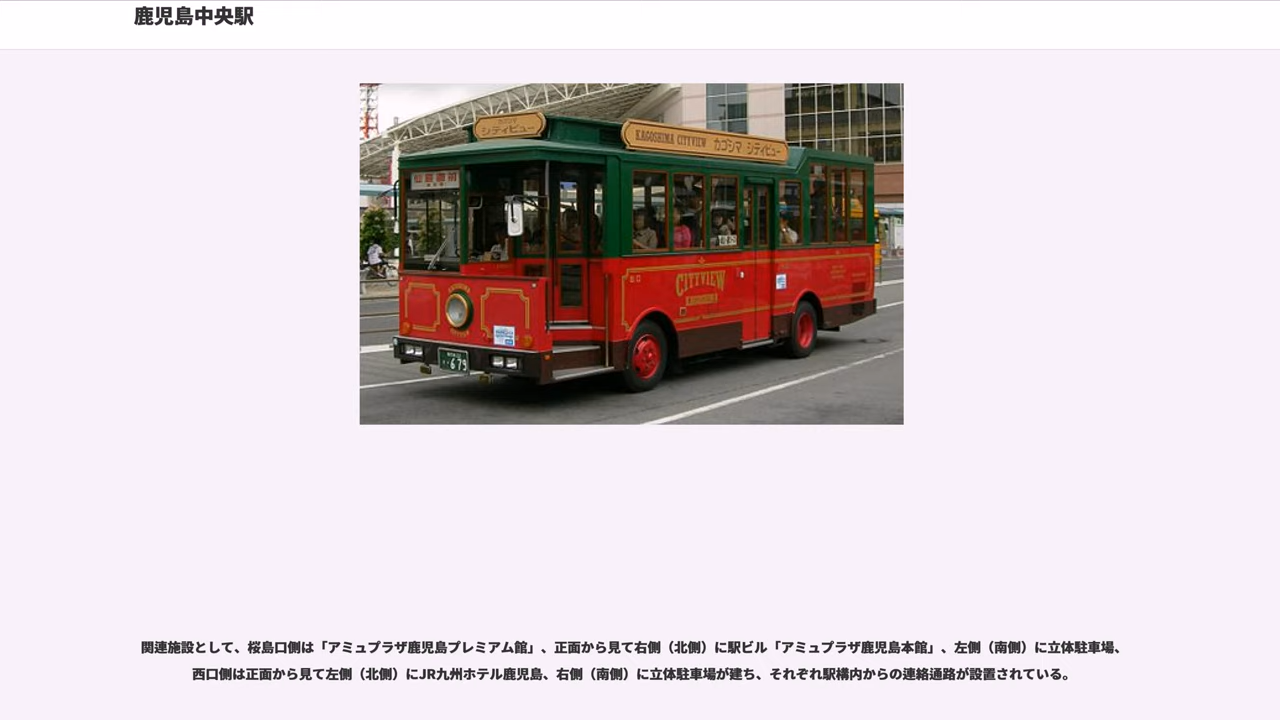 鹿児島中央駅
カゴシマ
シティビュー
KAGOSHIMA CITYVIEW カゴシマ シティビュー
CITYVIEW
679
関連施設として、桜島口側は「アミュプラザ鹿児島プレミアム館」、正面から見て右側（北側）に駅ビル「アミュプラザ鹿児島本館」、左側（南側）に立体駐車場、
西口側は正面から見て左側（北側）にJR九州ホテル鹿児島、右側（南側）に立体駐車場が建ち、それぞれ駅構内からの連絡通路が設置されている。